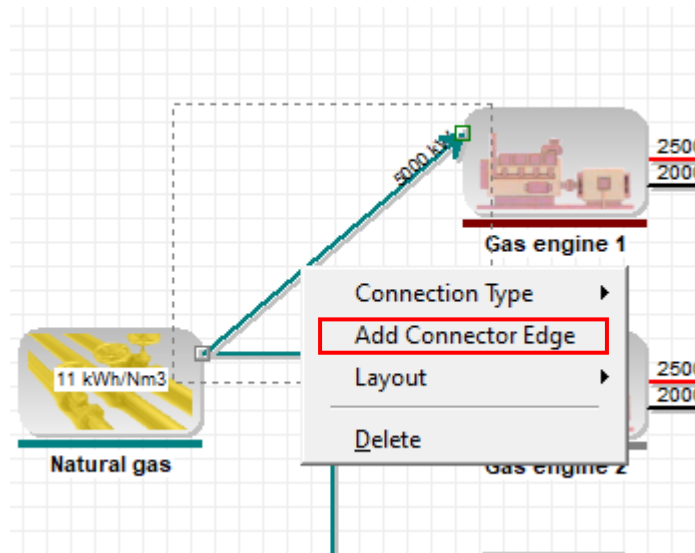 5000 kW
2500
2000
Gas engine 1
Connection Type
Add Connector Edge
Layout
Delete
11 kWh/Nm3
2500
2000
Natural gas
Gas engine 2